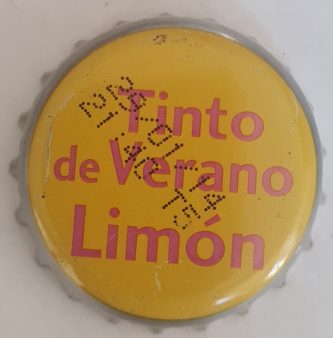 Tinto
de Verano
Limón